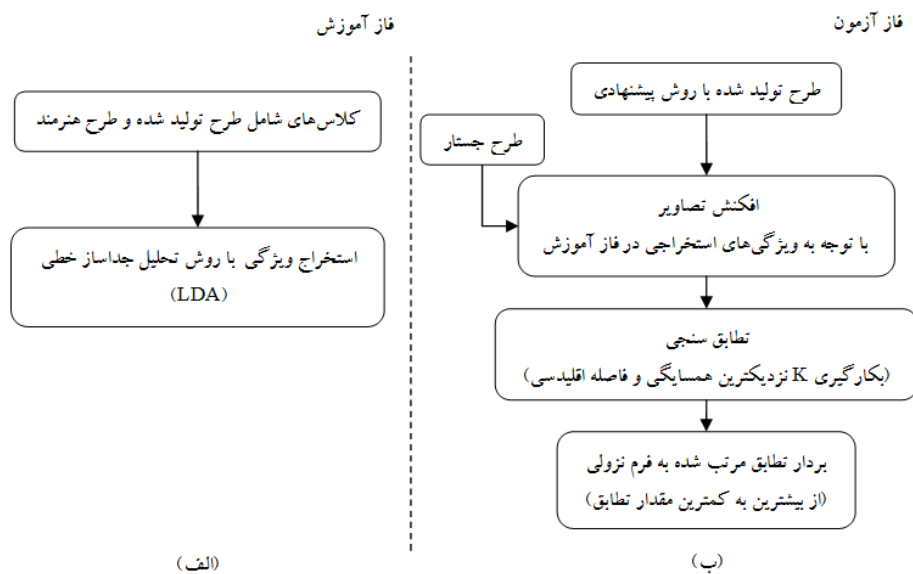 فاز آزمون
طرح تولید شده با روش پیشنهادی
طرح جستار
افکنش تصاویر
با توجه به ویژگی‌های استخراجی در فاز آموزش
تطابق سنجی
(بکارگیری K نزدیکترین همسایگی و فاصله اقلیدسی)
بردار تطابق مرتب شده به فرم نزولی
(از بیشترین به کمترین مقدار تطابق)
(ب)
فاز آموزش
کلاس‌های شامل طرح تولید شده و طرح هنرمند
استخراج ویژگی با روش تحلیل جداساز خطی
(LDA)
(الف)